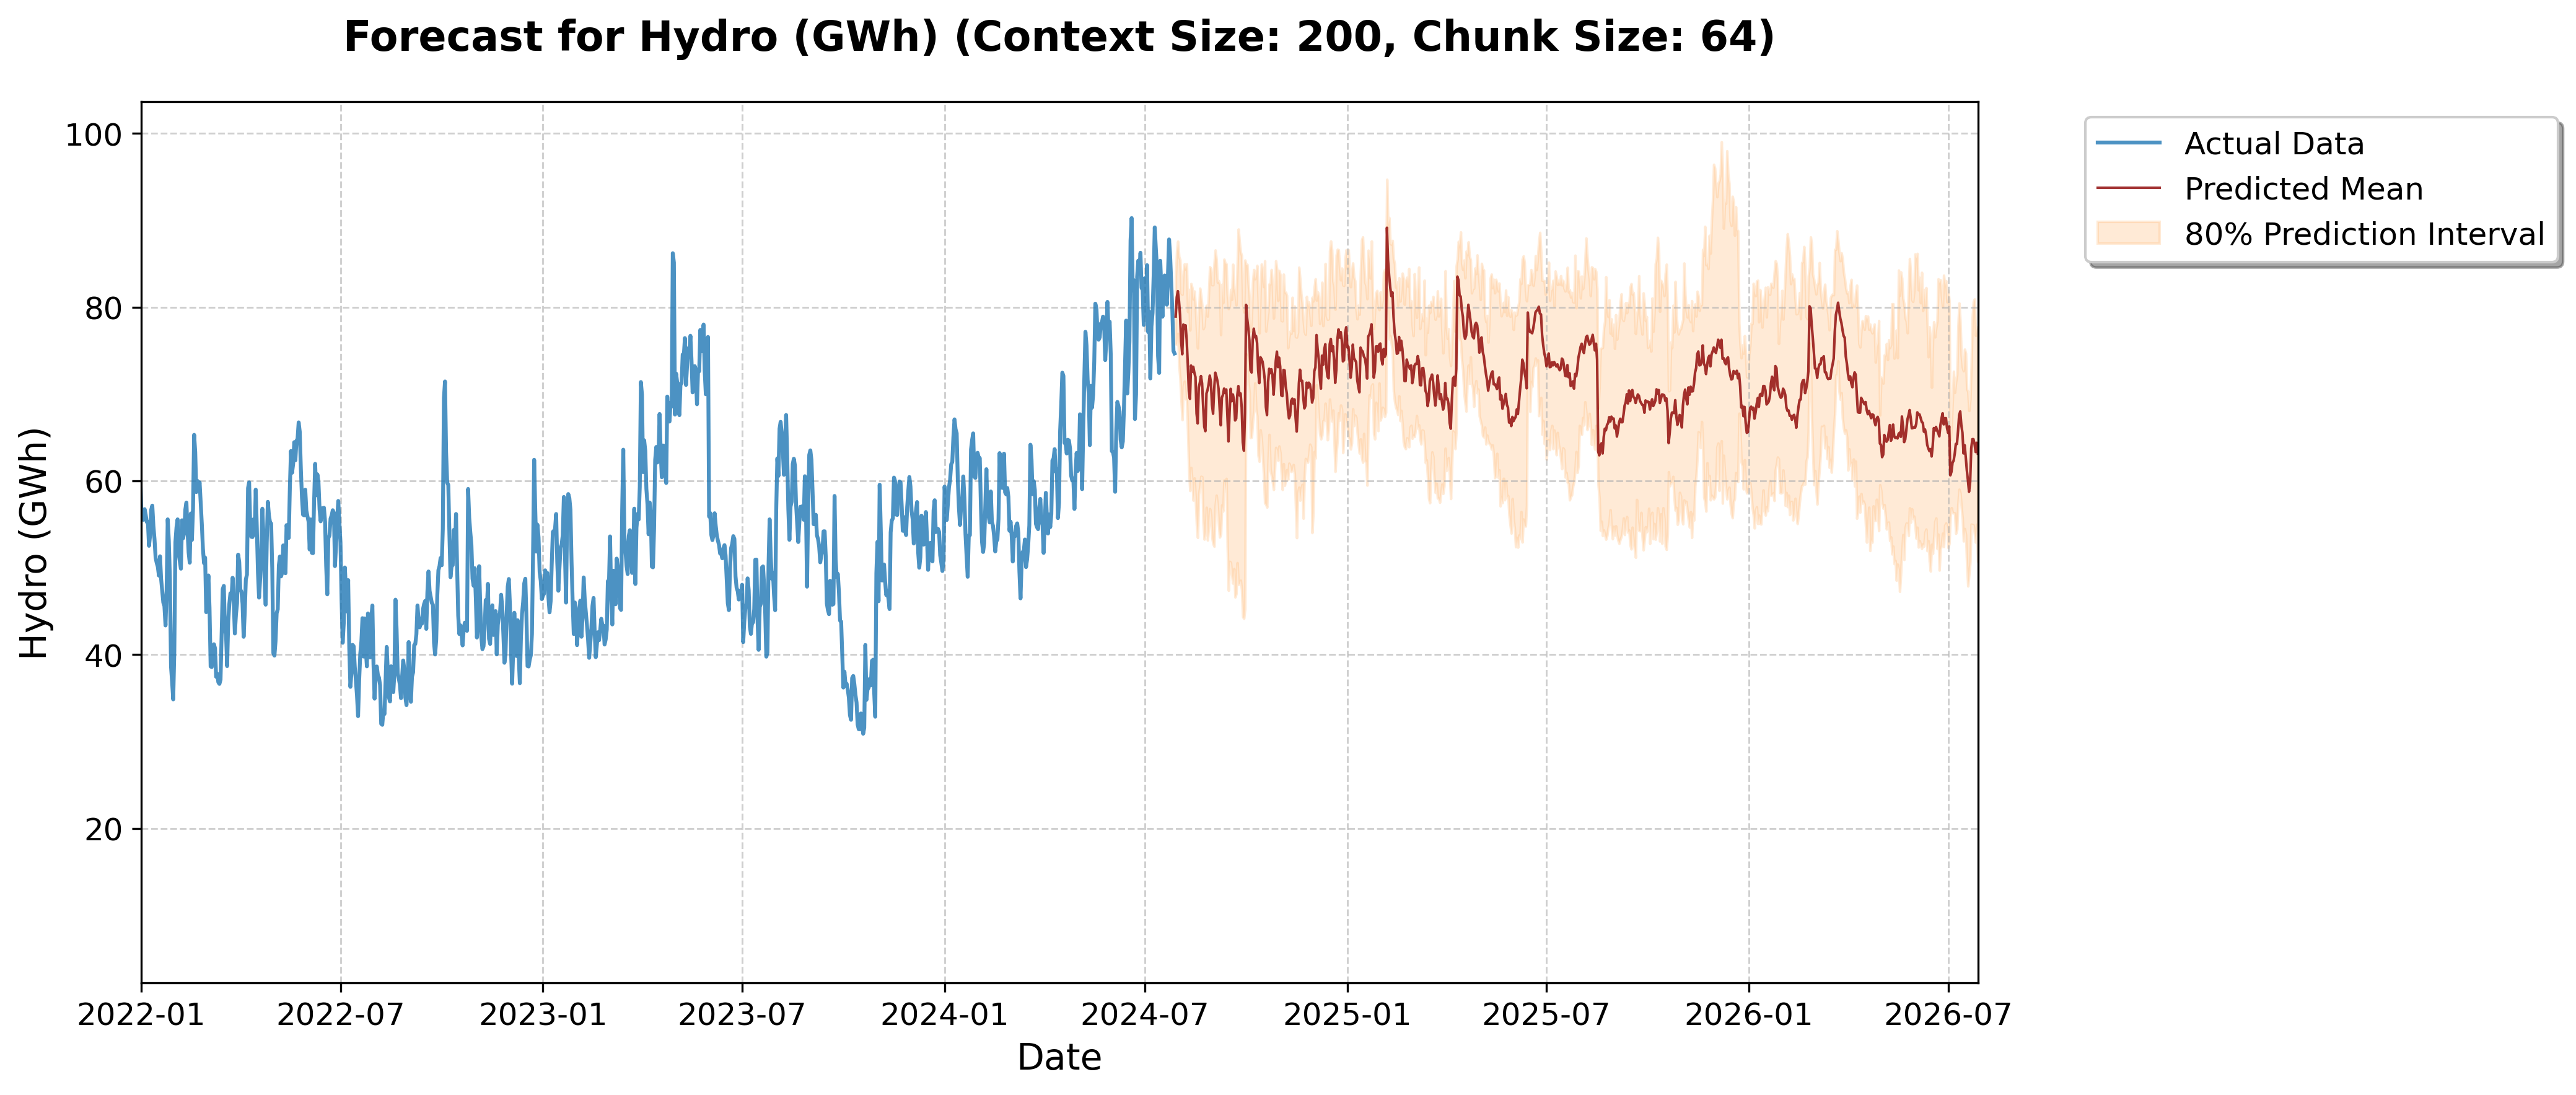 Forecast for Hydro (GWh) (Context Size: 200, Chunk Size: 64)
Actual Data
Predicted Mean
80% Prediction Interval
Hydro (GWh)
100
80
60
40
20
2022-01 2022-07 2023-01 2023-07 2024-01 2024-07 2025-01 2025-07 2026-01 2026-07
Date